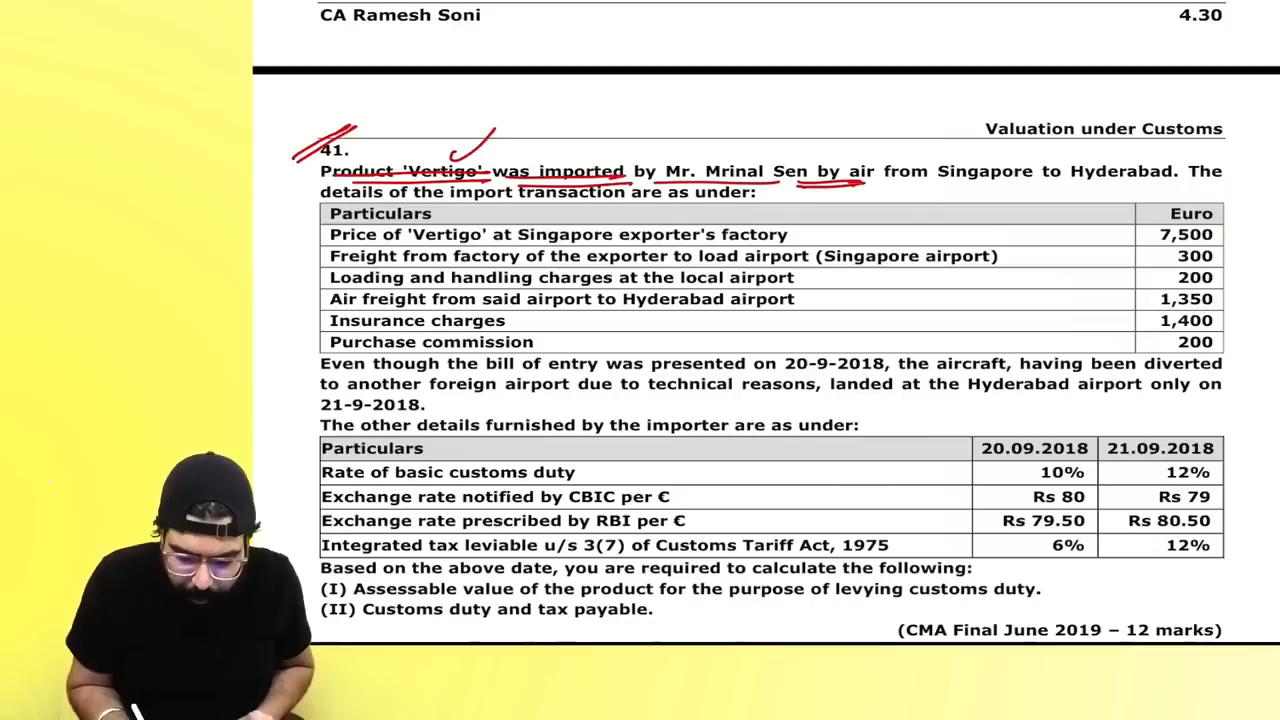 CA Ramesh Soni 4.30
Valuation under Customs
41.
Product 'Vertigo' was imported by Mr. Mrinal Sen by air from Singapore to Hyderabad. The
details of the import transaction are as under:
Particulars Euro
Price of 'Vertigo' at Singapore exporter's factory 7,500
Freight from factory of the exporter to load airport (Singapore airport) 300
Loading and handling charges at the local airport 200
Air freight from said airport to Hyderabad airport 1,350
Insurance charges 1,400
Purchase commission 200
Even though the bill of entry was presented on 20-9-2018, the aircraft, having been diverted
to another foreign airport due to technical reasons, landed at the Hyderabad airport only on
21-9-2018.
The other details furnished by the importer are as under:
Particulars 20.09.2018 21.09.2018
Rate of basic customs duty 10% 12%
Exchange rate notified by CBIC per € Rs 80 Rs 79
Exchange rate prescribed by RBI per € Rs 79.50 Rs 80.50
Integrated tax leviable u/s 3(7) of Customs Tariff Act, 1975 6% 12%
Based on the above date, you are required to calculate the following:
(I) Assessable value of the product for the purpose of levying customs duty.
(II) Customs duty and tax payable.
(CMA Final June 2019 – 12 marks)